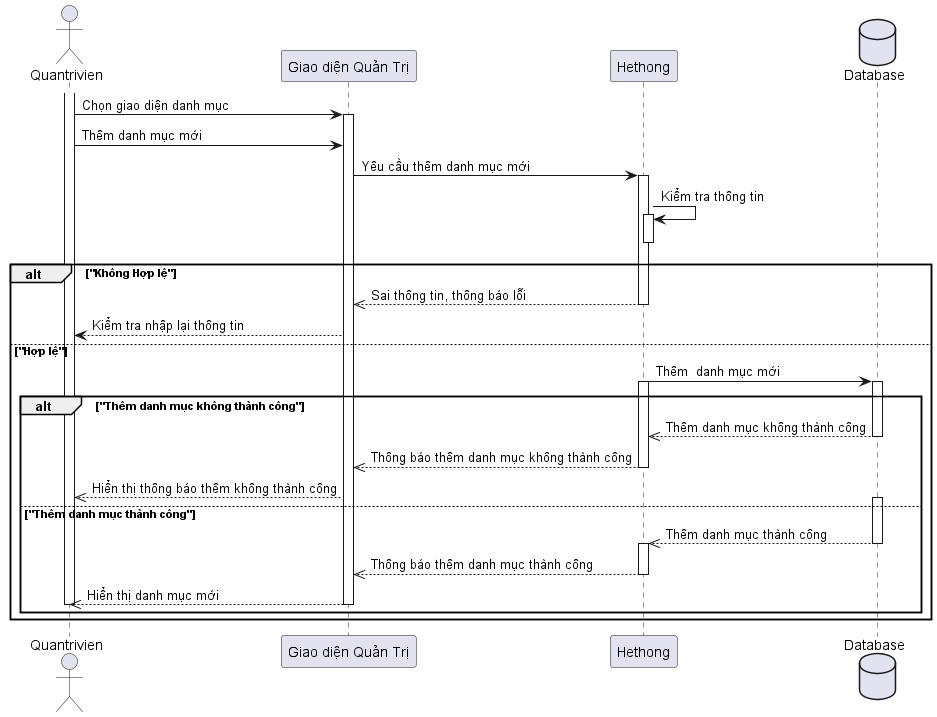 Quantrivien
Giao diện Quản Trị
Hethong
Database
Chọn giao diện danh mục
Thêm danh mục mới
Yêu cầu thêm danh mục mới
Kiểm tra thông tin
alt ["Không Hợp lệ"]
Sai thông tin, thông báo lỗi
Kiểm tra nhập lại thông tin
["Hợp lệ"]
Thêm  danh mục mới
alt ["Thêm danh mục không thành công"]
Thêm danh mục không thành công
Thông báo thêm danh mục không thành công
Hiển thị thông báo thêm không thành công
["Thêm danh mục thành công"]
Thêm danh mục thành công
Thông báo thêm danh mục thành công
Hiển thị danh mục mới
Quantrivien
Giao diện Quản Trị
Hethong
Database